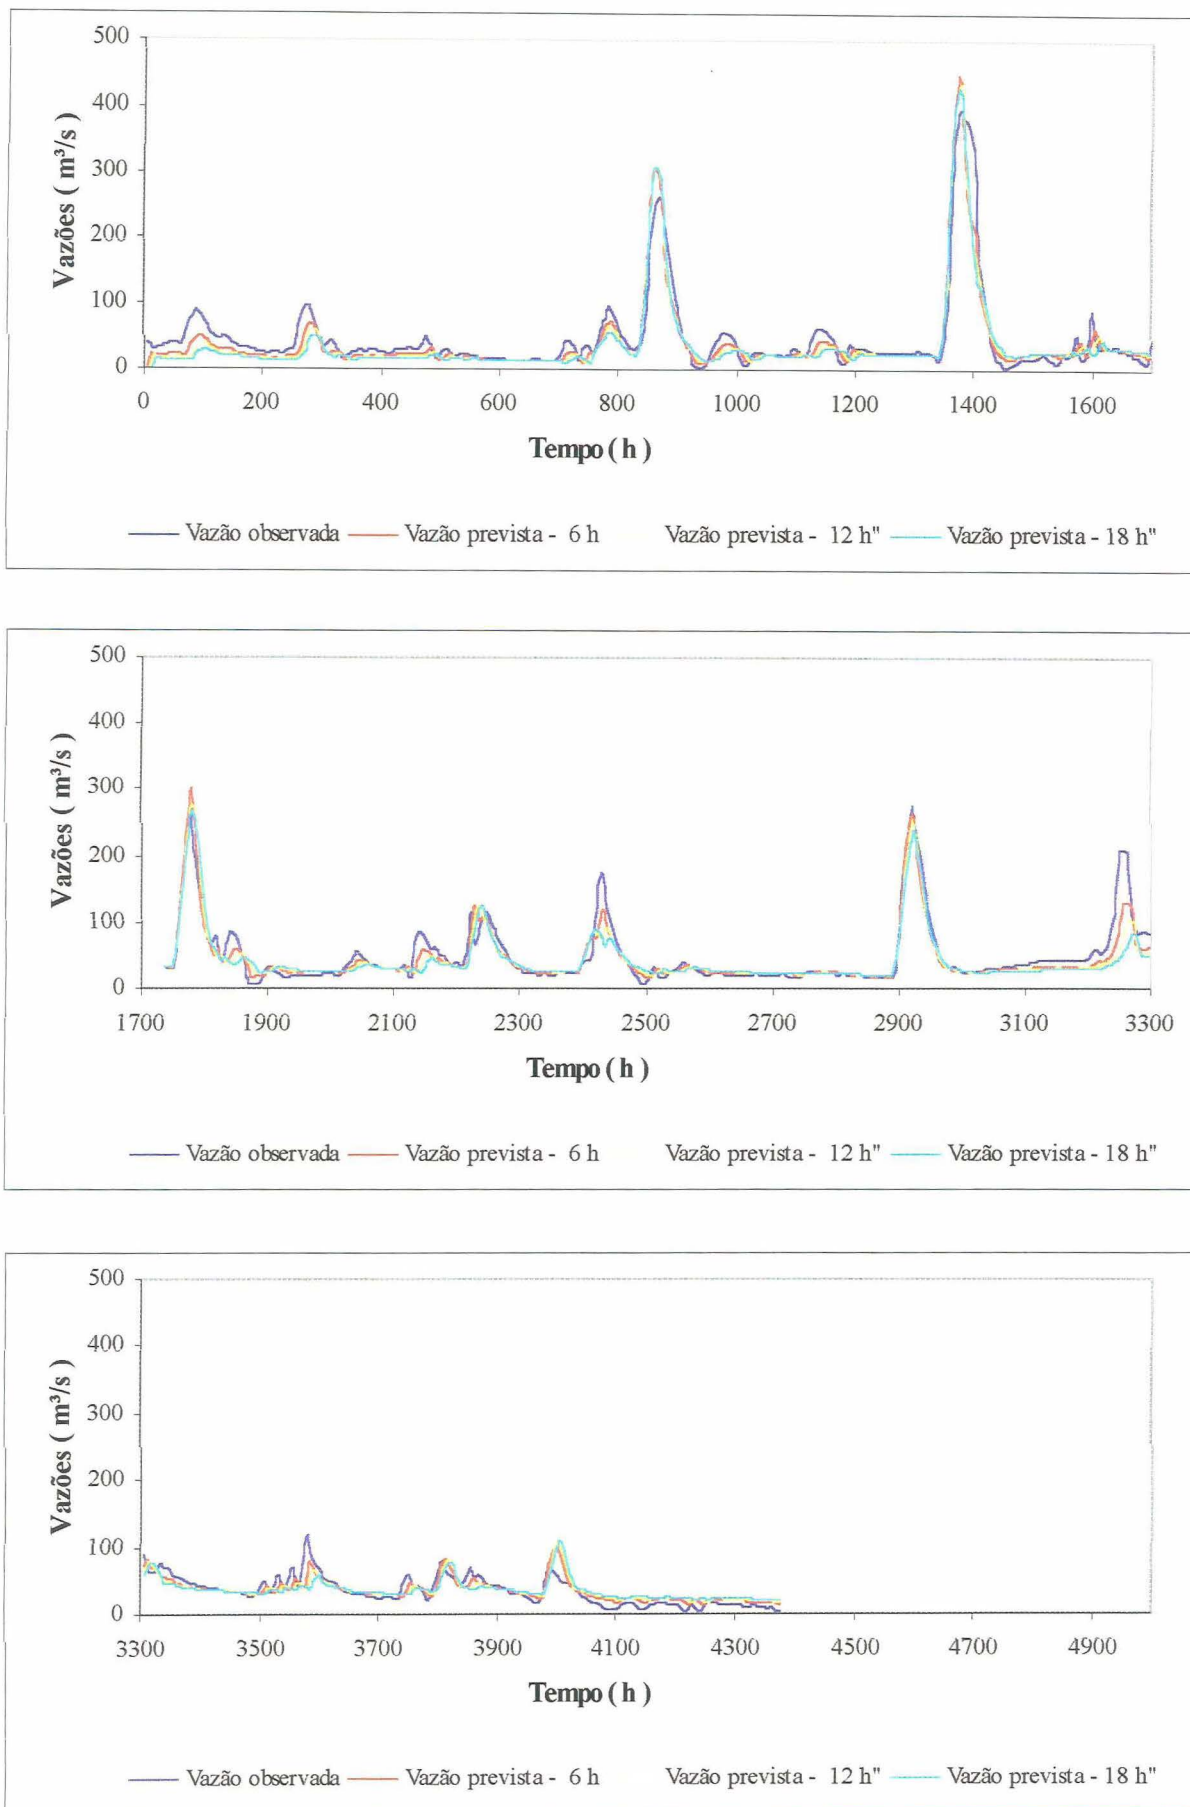 500
400
300
200
100
0
Vazões ( m³/s )
0 200 400 600 800 1000 1200 1400 1600
Tempo ( h )
Vazão observada Vazão prevista - 6 h Vazão prevista - 12 h" Vazão prevista - 18 h"
500
400
300
200
100
0
Vazões ( m³/s )
1700 1900 2100 2300 2500 2700 2900 3100 3300
Tempo ( h )
Vazão observada Vazão prevista - 6 h Vazão prevista - 12 h" Vazão prevista - 18 h"
500
400
300
200
100
0
Vazões ( m³/s )
3300 3500 3700 3900 4100 4300 4500 4700 4900
Tempo ( h )
Vazão observada Vazão prevista - 6 h Vazão prevista - 12 h" Vazão prevista - 18 h"